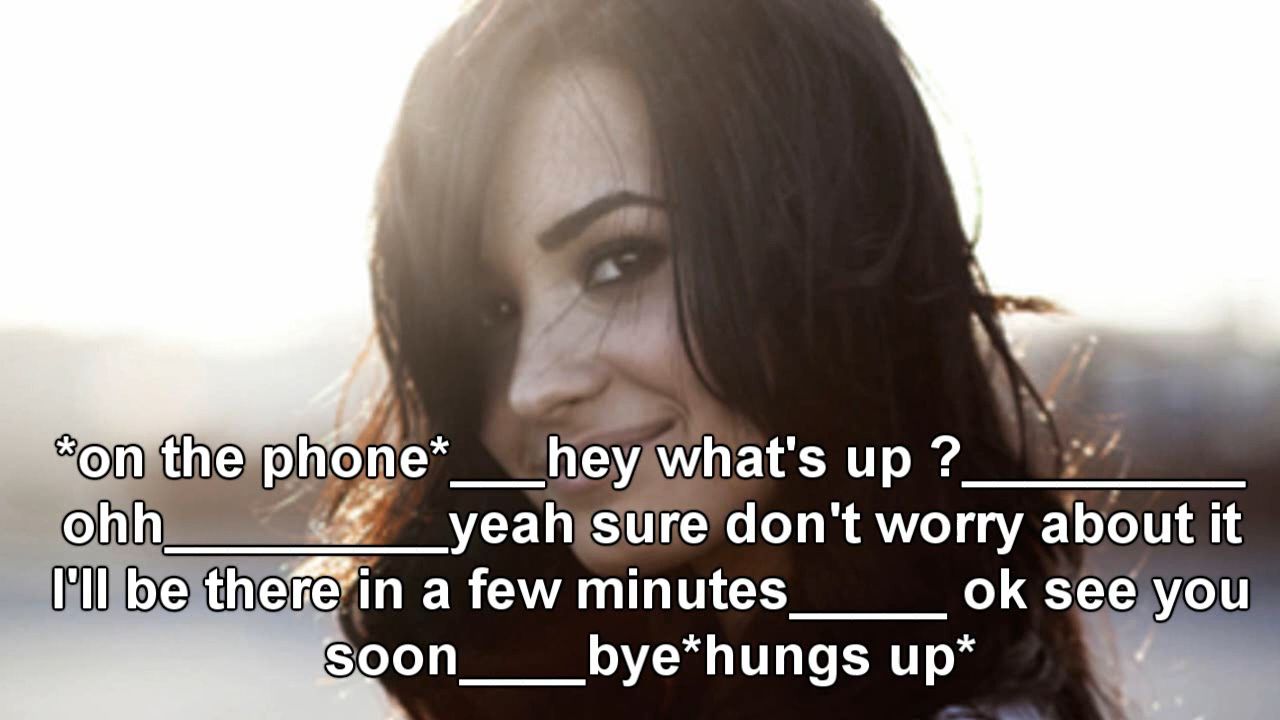 *on the phone*___hey what's up ?_________
ohh_________yeah sure don't worry about it
I'll be there in a few minutes_____ ok see you
soon____bye*hungs up*